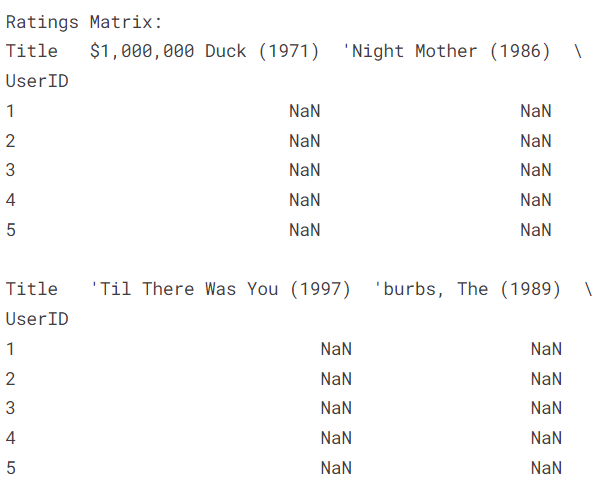 Ratings Matrix:
Title   $1,000,000 Duck (1971)  'Night Mother (1986)  \
UserID
1                          NaN                   NaN
2                          NaN                   NaN
3                          NaN                   NaN
4                          NaN                   NaN
5                          NaN                   NaN
Title   'Til There Was You (1997)  'burbs, The (1989)  \
UserID
1                             NaN                 NaN
2                             NaN                 NaN
3                             NaN                 NaN
4                             NaN                 NaN
5                             NaN                 NaN